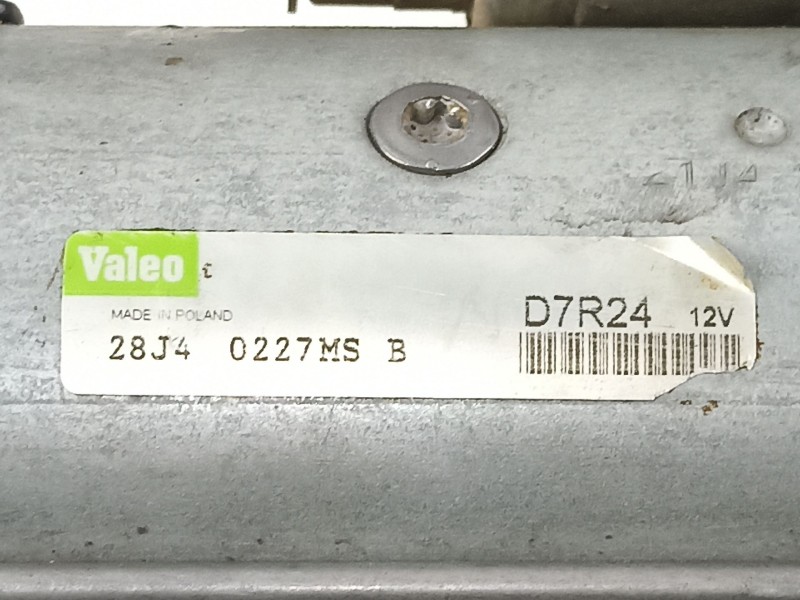 Valeo
MADE IN POLAND
D7R24 12V
28J4 0227MS B